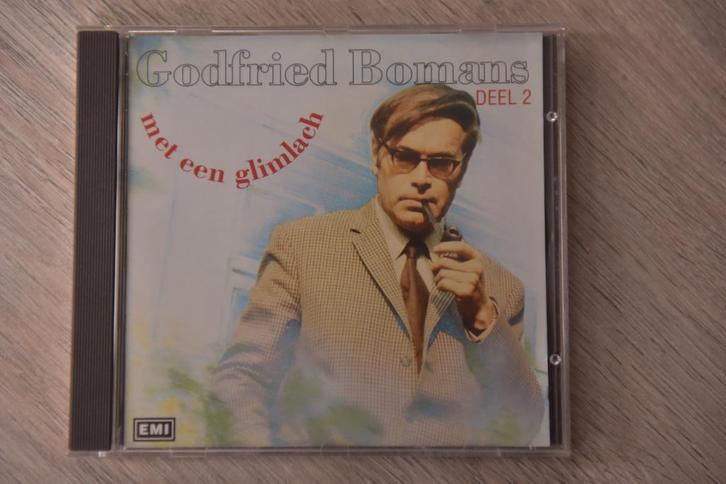 Godfried Bomans
DEEL 2
met een glimlach
EMI